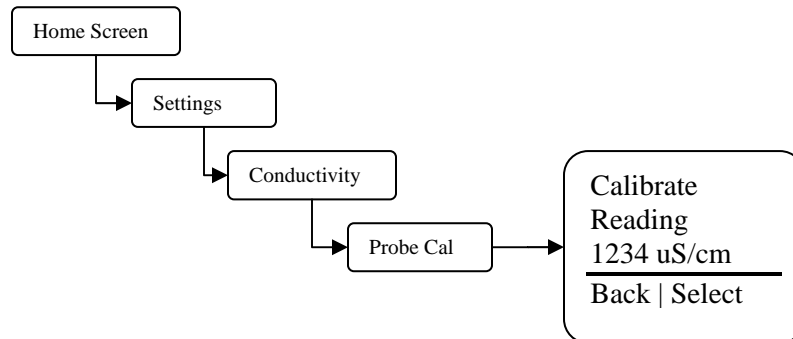 Home Screen
Settings
Conductivity
Probe Cal
Calibrate
Reading
1234 uS/cm
Back | Select